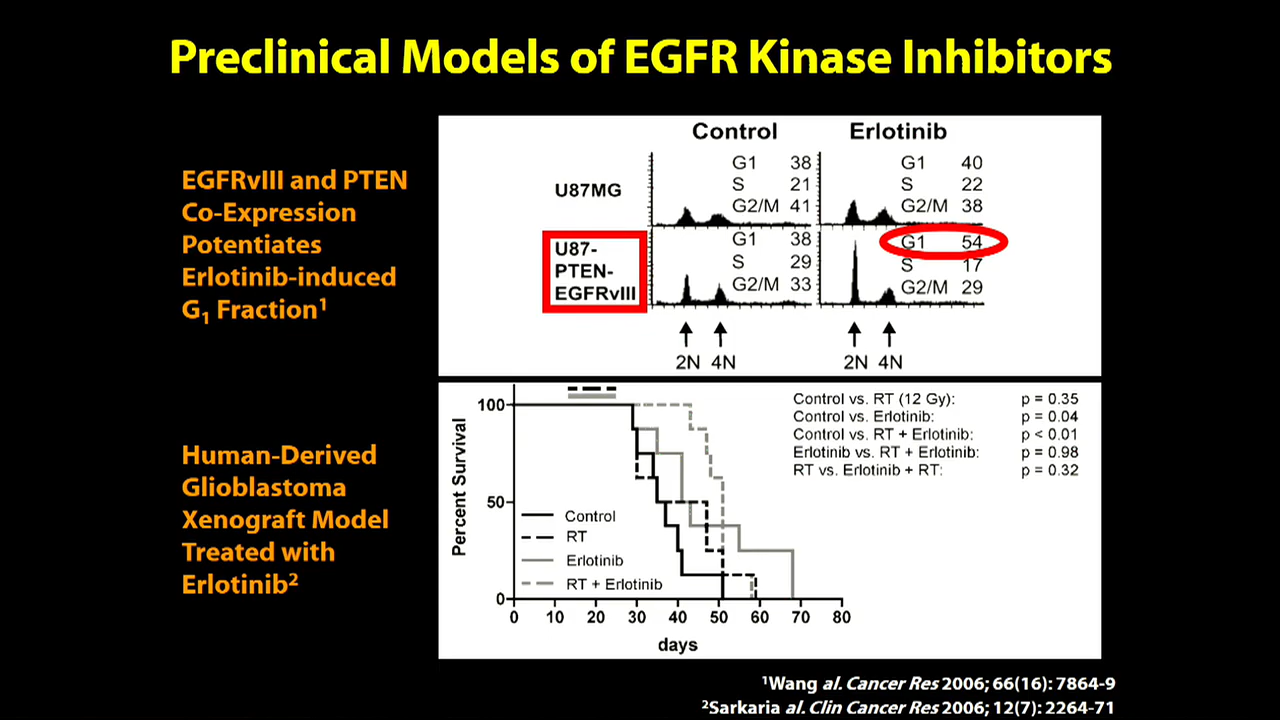 Preclinical Models of EGFR Kinase Inhibitors
EGFRvIII and PTEN
Co-Expression
Potentiates
Erlotinib-induced
G1 Fraction1
Control
Erlotinib
U87MG
G1 38
S 21
G2/M 41
G1 40
S 22
G2/M 38
U87-
PTEN-
EGFRvIII
G1 38
S 29
G2/M 33
G1 54
S 17
G2/M 29
2N 4N
2N 4N
Human-Derived
Glioblastoma
Xenograft Model
Treated with
Erlotinib2
Percent Survival
100
50
0
Control
RT
Erlotinib
RT + Erlotinib
0 10 20 30 40 50 60 70 80
days
Control vs. RT (12 Gy): p = 0.35
Control vs. Erlotinib: p = 0.04
Control vs. RT + Erlotinib: p < 0.01
Erlotinib vs. RT + Erlotinib: p = 0.98
RT vs. Erlotinib + RT: p = 0.32
1Wang al. Cancer Res 2006; 66(16): 7864-9
2Sarkaria al. Clin Cancer Res 2006; 12(7): 2264-71